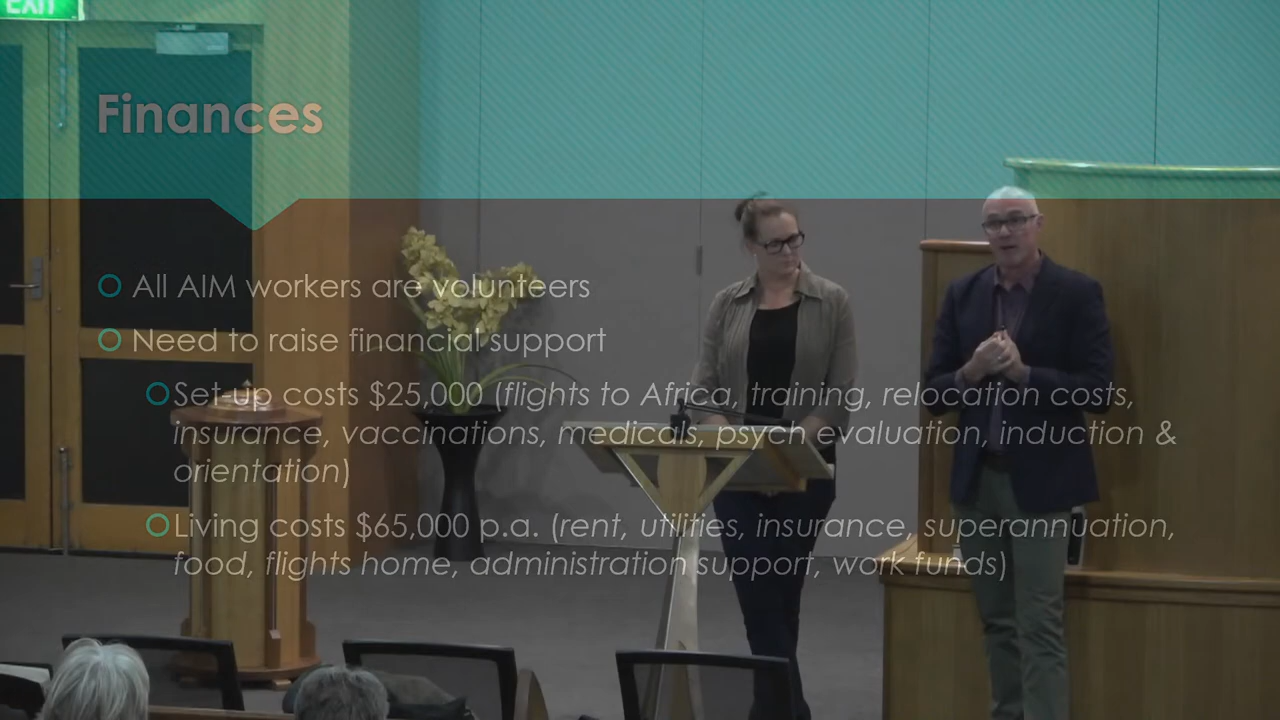 EXIT
Finances
All AIM workers are volunteers
Need to raise financial support
Set-up costs $25,000 (flights to Africa, training, relocation costs,
insurance, vaccinations, medicals, psych evaluation, induction &
orientation)
Living costs $65,000 p.a. (rent, utilities, insurance, superannuation,
food, flights home, administration support, work funds)